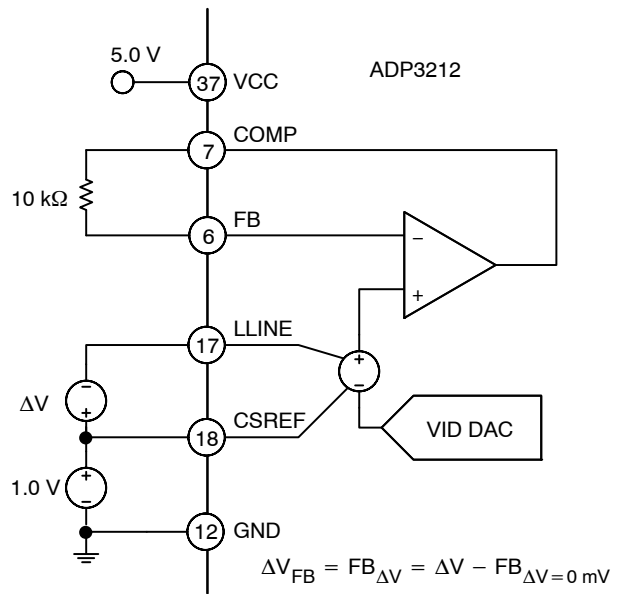 5.0 V
37 VCC
ADP3212
7 COMP
10 kΩ
6 FB
−
+
17 LLINE
+
−
−
ΔV
+
18 CSREF
VID DAC
+
1.0 V
−
12 GND
ΔV_FB = FB_ΔV = ΔV − FB_ΔV=0 mV